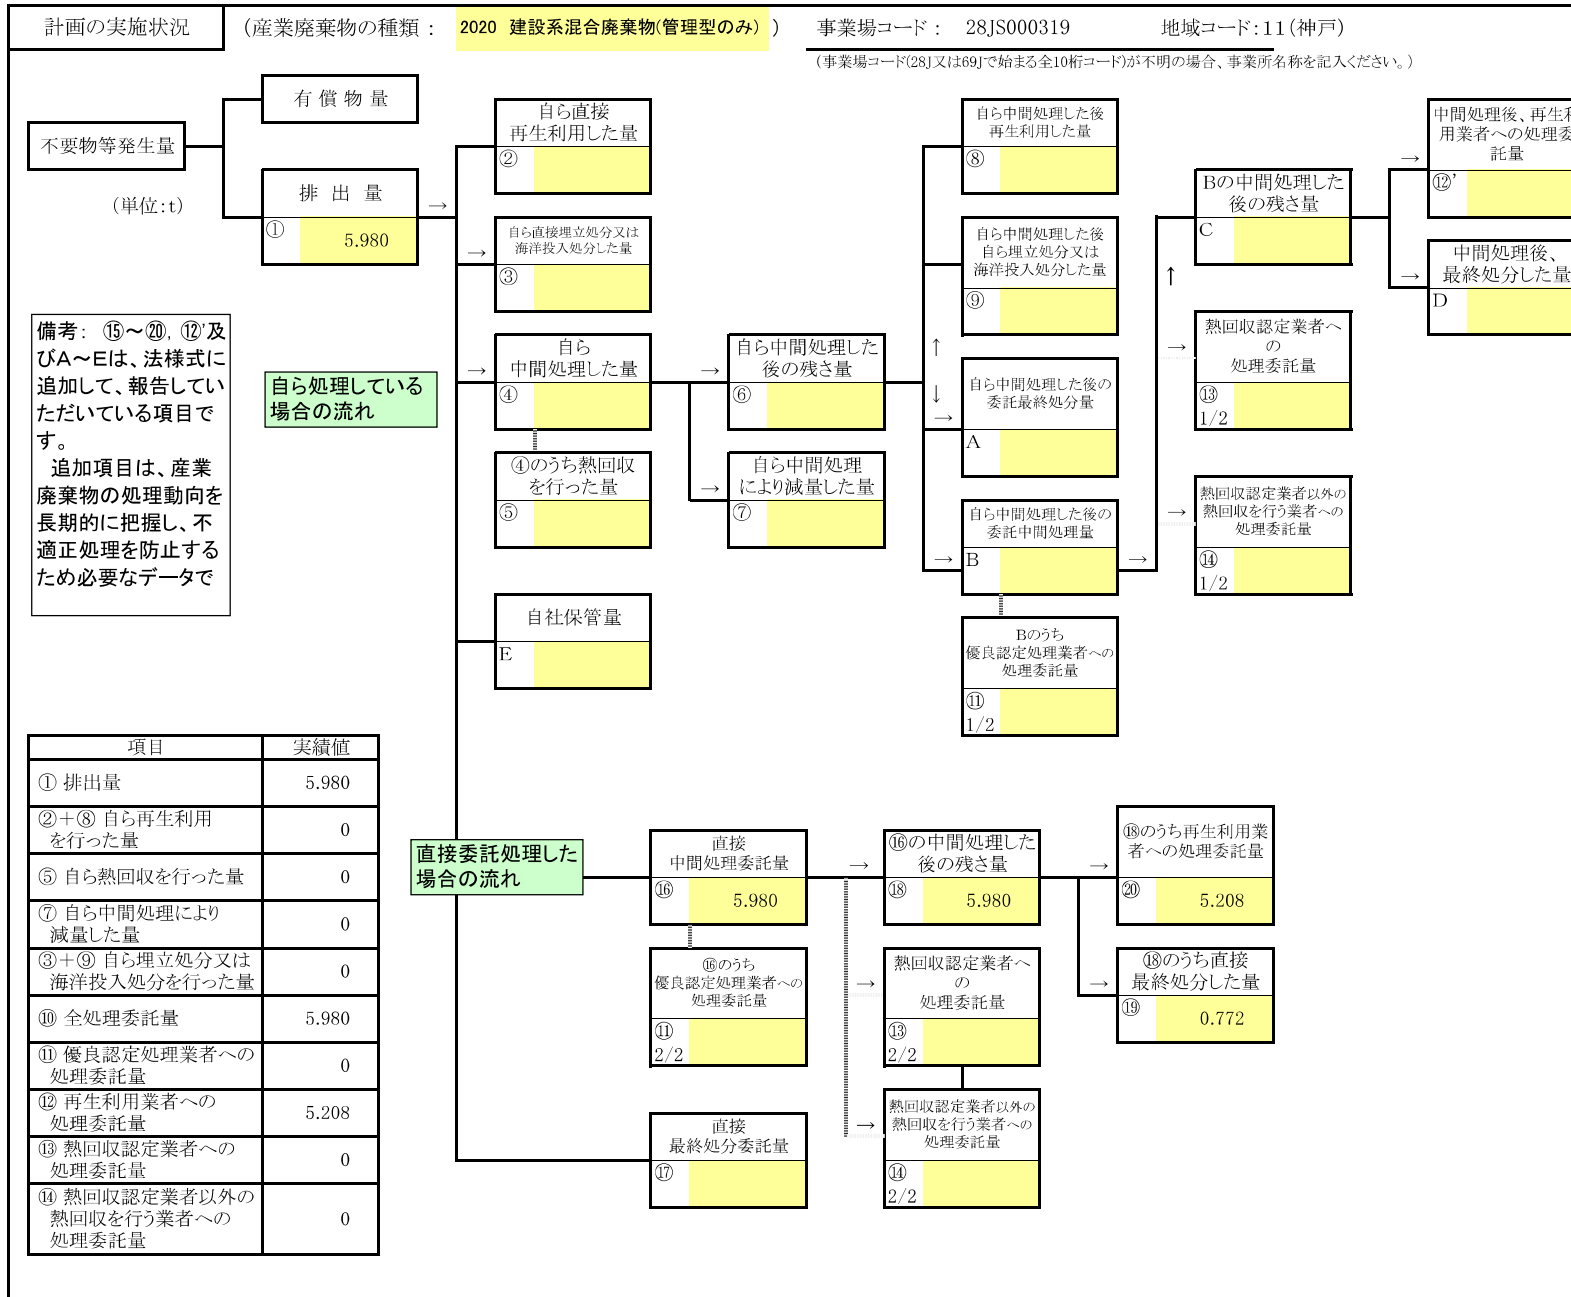 計画の実施状況
（産業廃棄物の種類： 2020 建設系混合廃棄物(管理型のみ) ）
事業場コード： 28JS000319 地域コード：11(神戸)
（事業場コード(28J又は69Jで始まる全10桁コード)が不明の場合、事業所名称を記入ください。）
不要物等発生量
（単位:t）
有償物量
排出量
① 5.980
→
自ら直接
再生利用した量
②
→
自ら直接埋立処分又は
海洋投入処分した量
③
→
自ら
中間処理した量
④
④のうち熱回収
を行った量
⑤
自社保管量
E
→
自ら中間処理した
後の残さ量
⑥
→
自ら中間処理
により減量した量
⑦
↑
↓
自ら中間処理した後
再生利用した量
⑧
自ら中間処理した後
自ら埋立処分又は
海洋投入処分した量
⑨
→
自ら中間処理した後の
委託最終処分量
A
→
自ら中間処理した後の
委託中間処理量
B
→
Bのうち
優良認定処理業者への
処理委託量
⑪
1/2
↑
Bの中間処理した
後の残さ量
C
→
熱回収認定業者へ
の
処理委託量
⑬
1/2
→
熱回収認定業者以外の
熱回収を行う業者への
処理委託量
⑭
1/2
→
中間処理後、再生利
用業者への処理委
託量
⑫'
→
中間処理後、
最終処分した量
D
備考： ⑮～⑳, ⑫'及
びA～Eは、法様式に
追加して、報告してい
ただいている項目で
す。
追加項目は、産業
廃棄物の処理動向を
長期的に把握し、不
適正処理を防止する
ため必要なデータで
自ら処理している
場合の流れ
項目 実績値
① 排出量 5.980
②＋⑧ 自ら再生利用
を行った量 0
⑤ 自ら熱回収を行った量 0
⑦ 自ら中間処理により
減量した量 0
③＋⑨ 自ら埋立処分又は
海洋投入処分を行った量 0
⑩ 全処理委託量 5.980
⑪ 優良認定処理業者への
処理委託量 0
⑫ 再生利用業者への
処理委託量 5.208
⑬ 熱回収認定業者への
処理委託量 0
⑭ 熱回収認定業者以外の
熱回収を行う業者への
処理委託量 0
直接委託処理した
場合の流れ
直接
中間処理委託量
⑯ 5.980
⑯のうち
優良認定処理業者への
処理委託量
⑪
2/2
直接
最終処分委託量
⑰
→
⑯の中間処理した
後の残さ量
⑱ 5.980
→
熱回収認定業者へ
の
処理委託量
⑬
2/2
→
熱回収認定業者以外の
熱回収を行う業者への
処理委託量
⑭
2/2
→
⑱のうち再生利用業
者への処理委託量
⑳ 5.208
→
⑱のうち直接
最終処分した量
⑲ 0.772